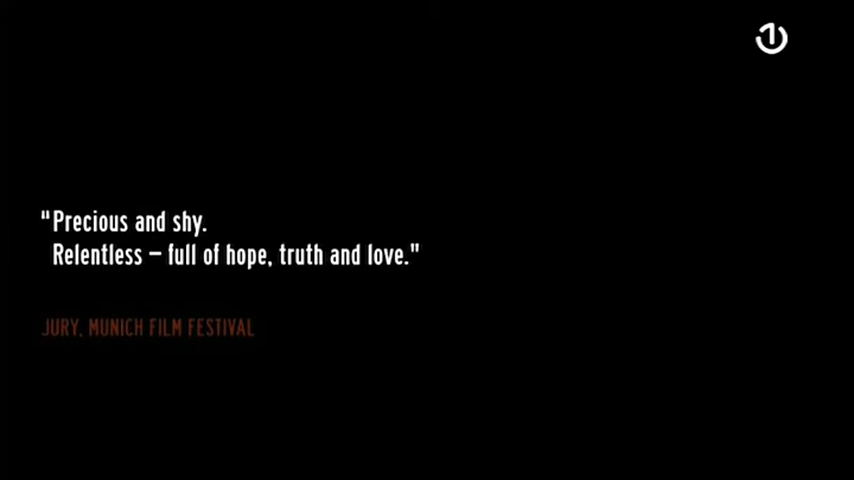 "Precious and shy.
Relentless – full of hope, truth and love."
JURY, MUNICH FILM FESTIVAL